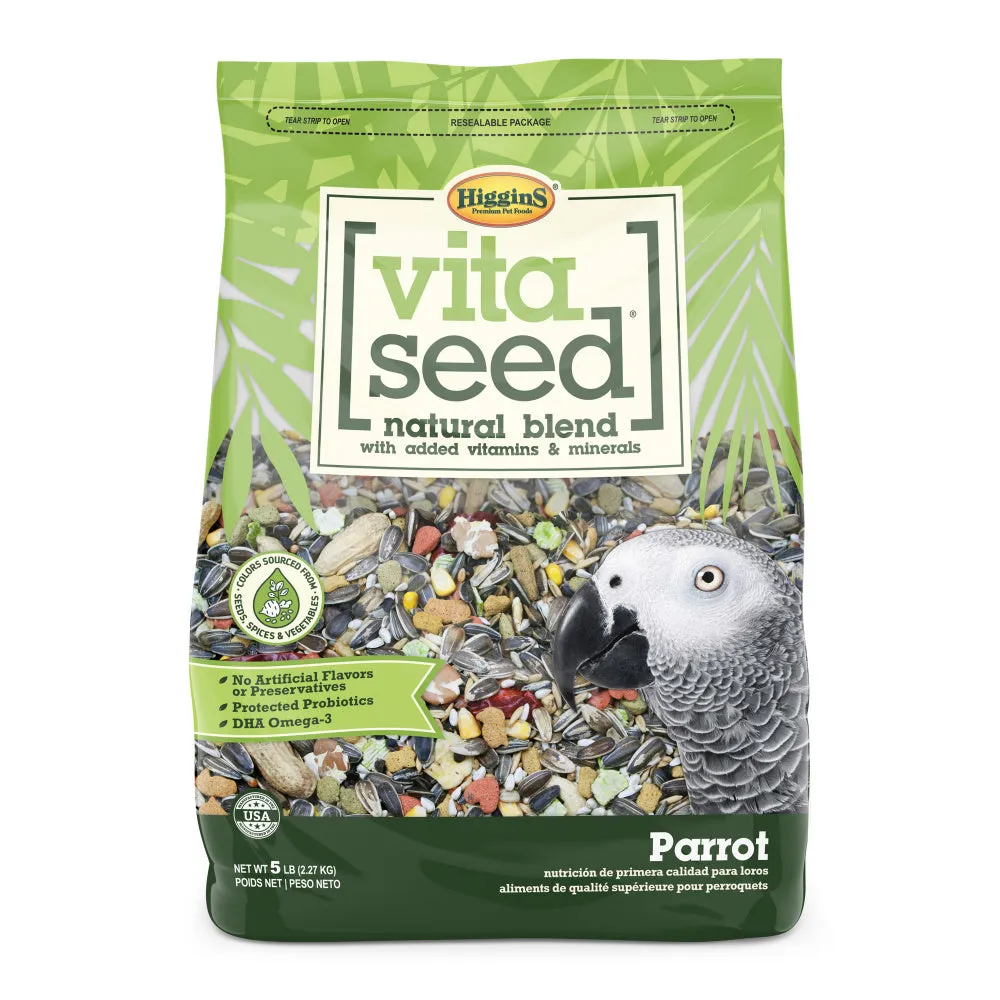 TEAR STRIP TO OPEN
RESEALABLE PACKAGE
TEAR STRIP TO OPEN
HigginS®
Premium Pet Foods
vita
seed®
natural blend
with added vitamins & minerals
COLORS SOURCED FROM
SEEDS, SPICES & VEGETABLES
No Artificial Flavors
or Preservatives
Protected Probiotics
DHA Omega-3
USA
NET WT 5 LB (2.27 KG)
POIDS NET | PESO NETO
Parrot
nutrición de primera calidad para loros
aliments de qualité supérieure pour perroquets